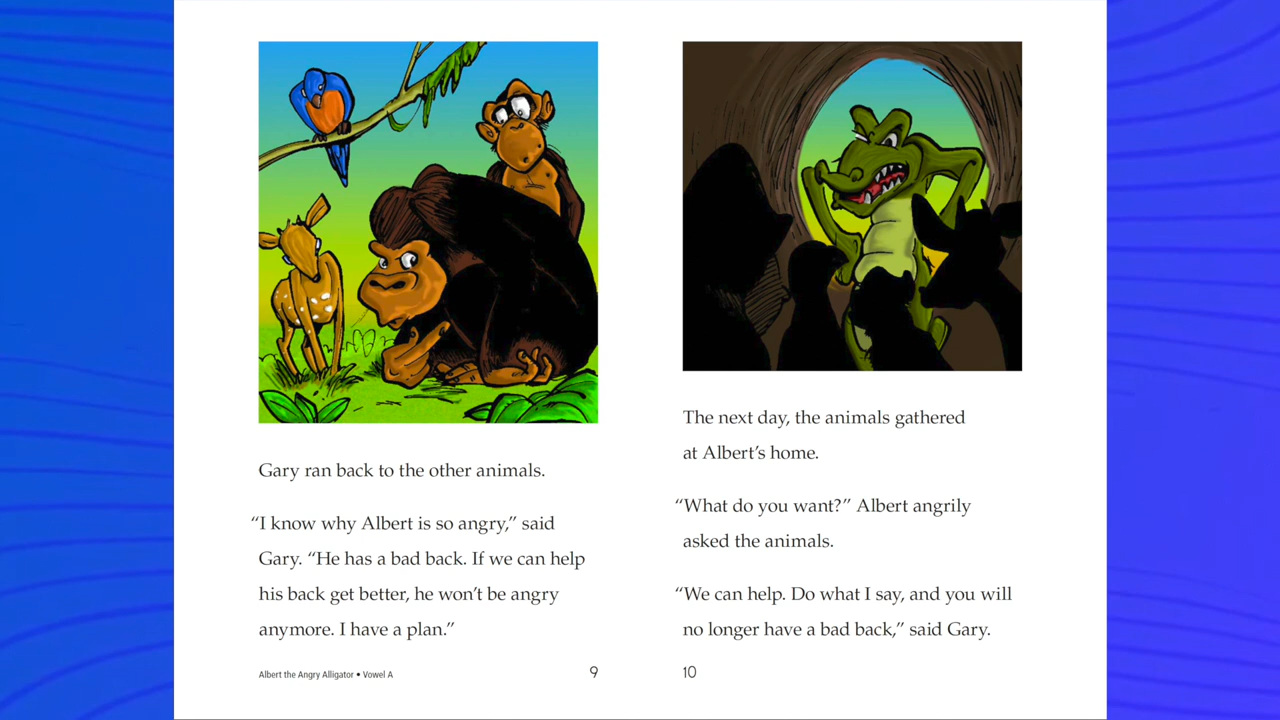 Gary ran back to the other animals.
“I know why Albert is so angry,” said
Gary. “He has a bad back. If we can help
his back get better, he won’t be angry
anymore. I have a plan.”
Albert the Angry Alligator • Vowel A
9
The next day, the animals gathered
at Albert’s home.
“What do you want?” Albert angrily
asked the animals.
“We can help. Do what I say, and you will
no longer have a bad back,” said Gary.
10